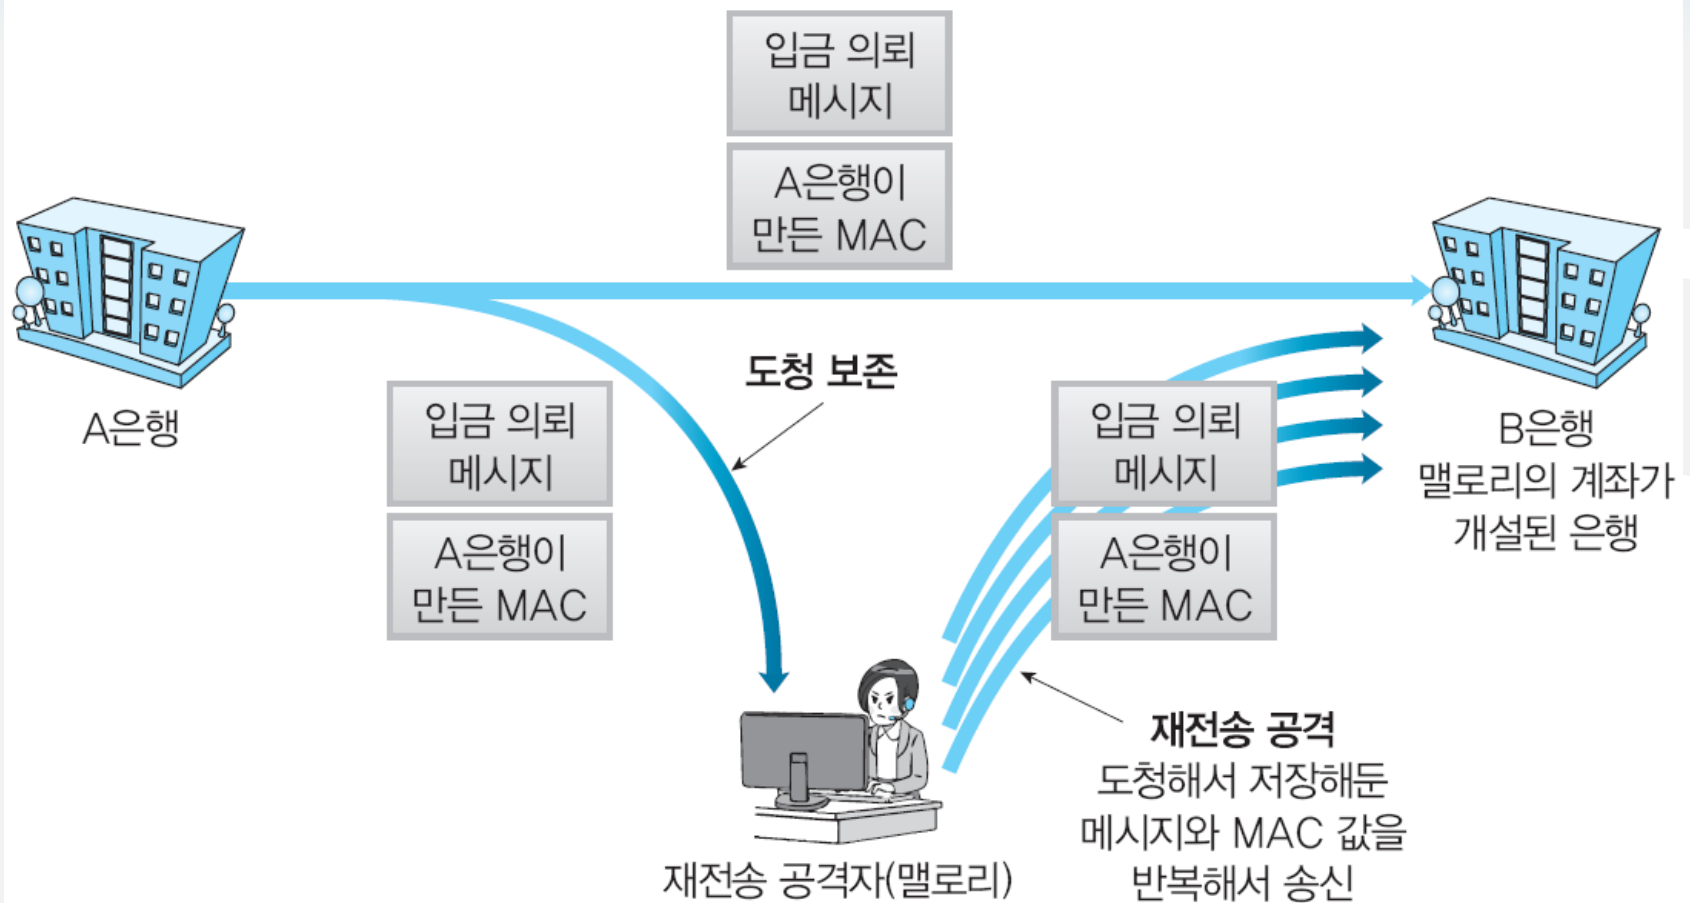 입금 의뢰
메시지
A은행이
만든 MAC
A은행
도청 보존
입금 의뢰
메시지
A은행이
만든 MAC
입금 의뢰
메시지
A은행이
만든 MAC
B은행
맬로리의 계좌가
개설된 은행
재전송 공격
도청해서 저장해둔
메시지와 MAC 값을
반복해서 송신
재전송 공격자(맬로리)